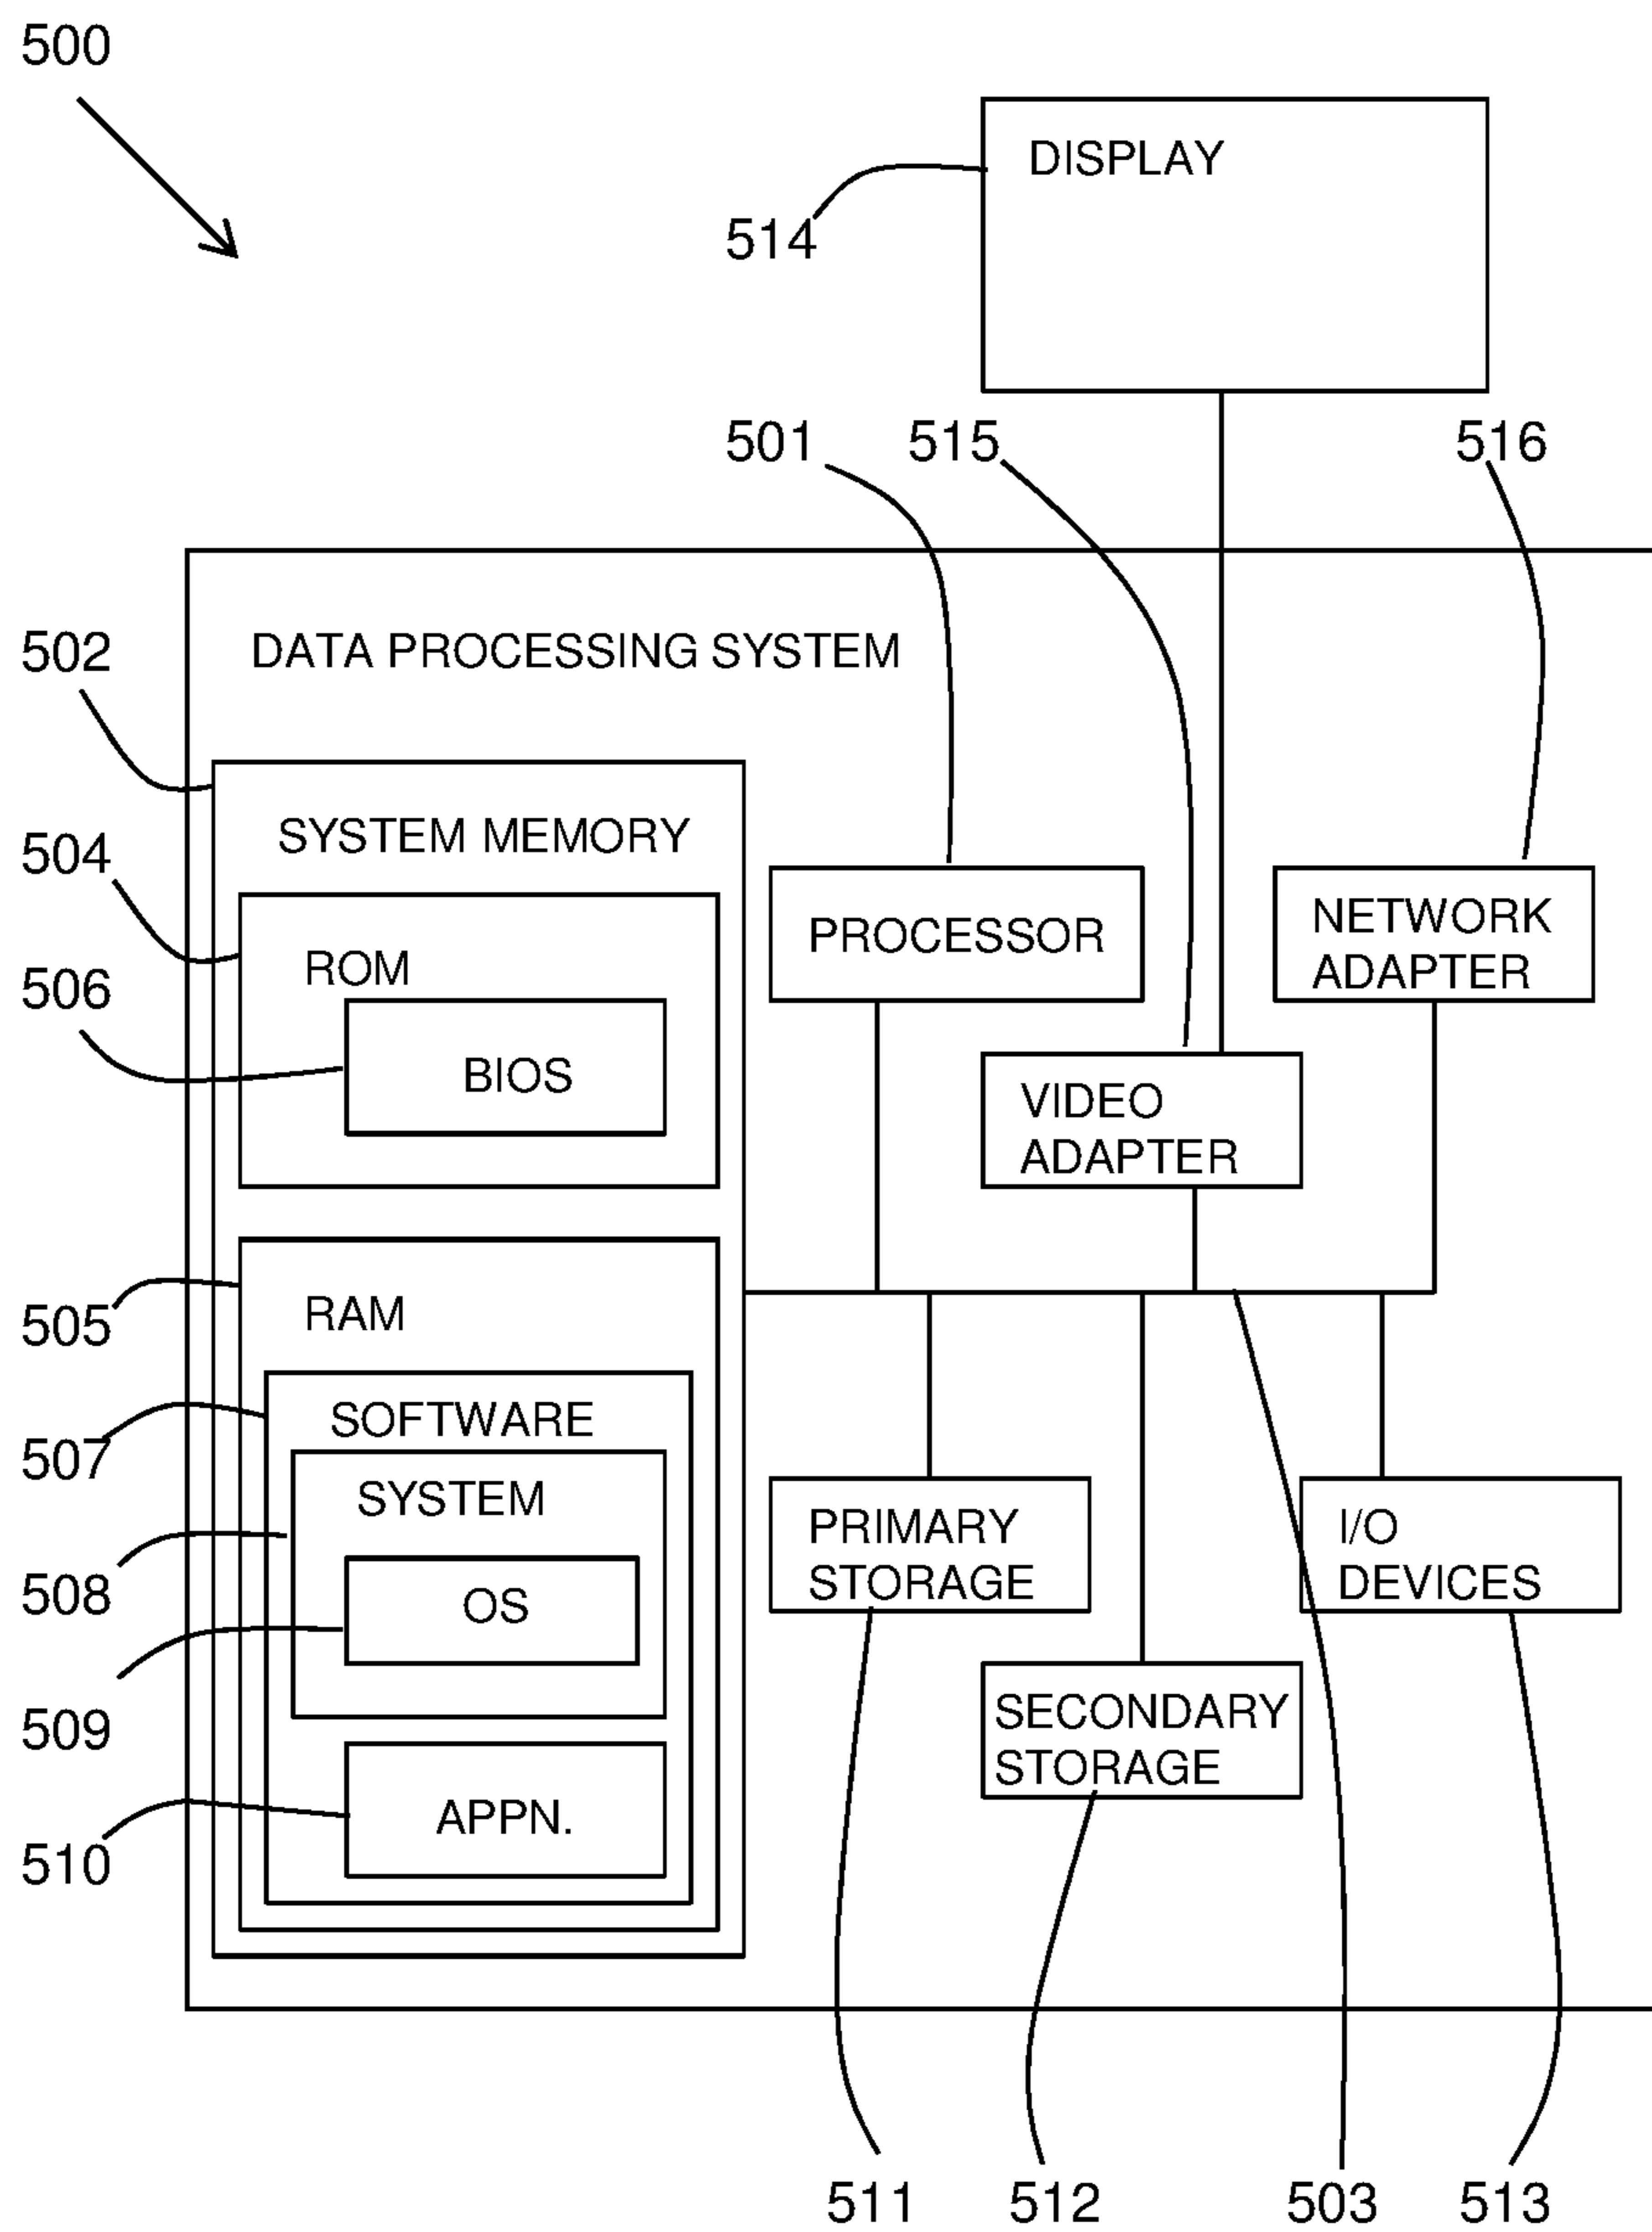 500
DISPLAY
514
501
515
516
502
DATA PROCESSING SYSTEM
SYSTEM MEMORY
504
ROM
506
BIOS
PROCESSOR
NETWORK
ADAPTER
VIDEO
ADAPTER
505
RAM
507
SOFTWARE
SYSTEM
508
OS
509
APPN.
510
PRIMARY
STORAGE
I/O
DEVICES
SECONDARY
STORAGE
511
512
503
513